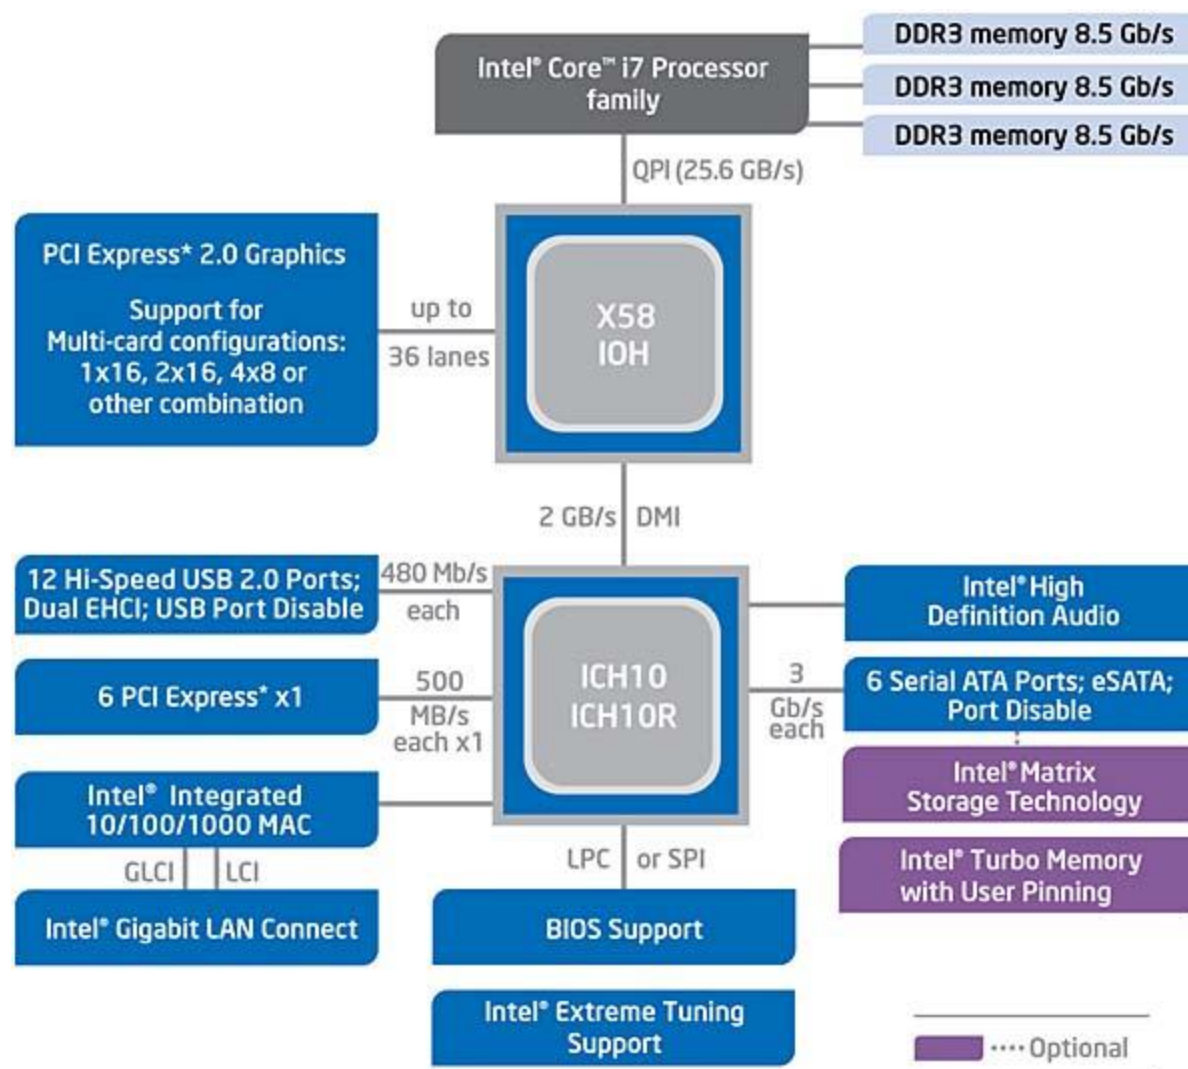 Intel® Core™ i7 Processor
family
DDR3 memory 8.5 Gb/s
DDR3 memory 8.5 Gb/s
DDR3 memory 8.5 Gb/s
QPI (25.6 GB/s)
PCI Express* 2.0 Graphics
Support for
Multi-card configurations:
1x16, 2x16, 4x8 or
other combination
up to
36 lanes
X58
IOH
2 GB/s DMI
12 Hi-Speed USB 2.0 Ports;
Dual EHCI; USB Port Disable
480 Mb/s
each
6 PCI Express* x1
500
MB/s
each x1
Intel® Integrated
10/100/1000 MAC
GLCI LCI
Intel® Gigabit LAN Connect
ICH10
ICH10R
Intel® High
Definition Audio
3
Gb/s
each
6 Serial ATA Ports; eSATA;
Port Disable
Intel® Matrix
Storage Technology
Intel® Turbo Memory
with User Pinning
LPC or SPI
BIOS Support
Intel® Extreme Tuning
Support
Optional